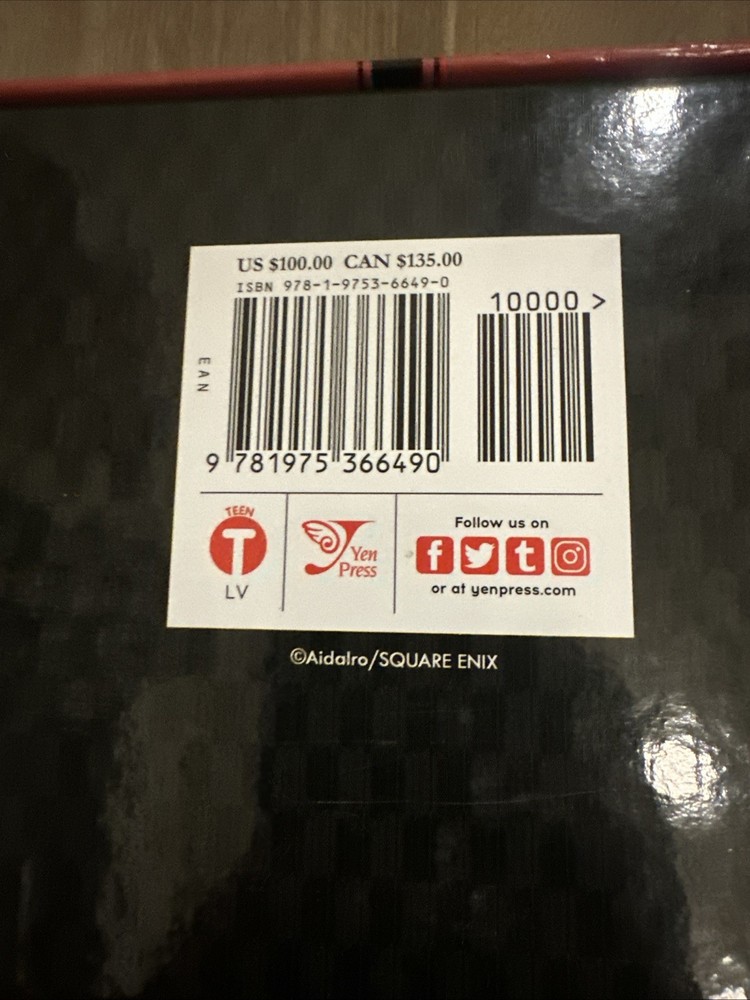 US $100.00 CAN $135.00
ISBN 978-1-9753-6649-0
10000 >
EAN
9 781975 366490
TEEN
T
LV
Yen
Press
Follow us on
f t
or at yenpress.com
©AidaIro/SQUARE ENIX